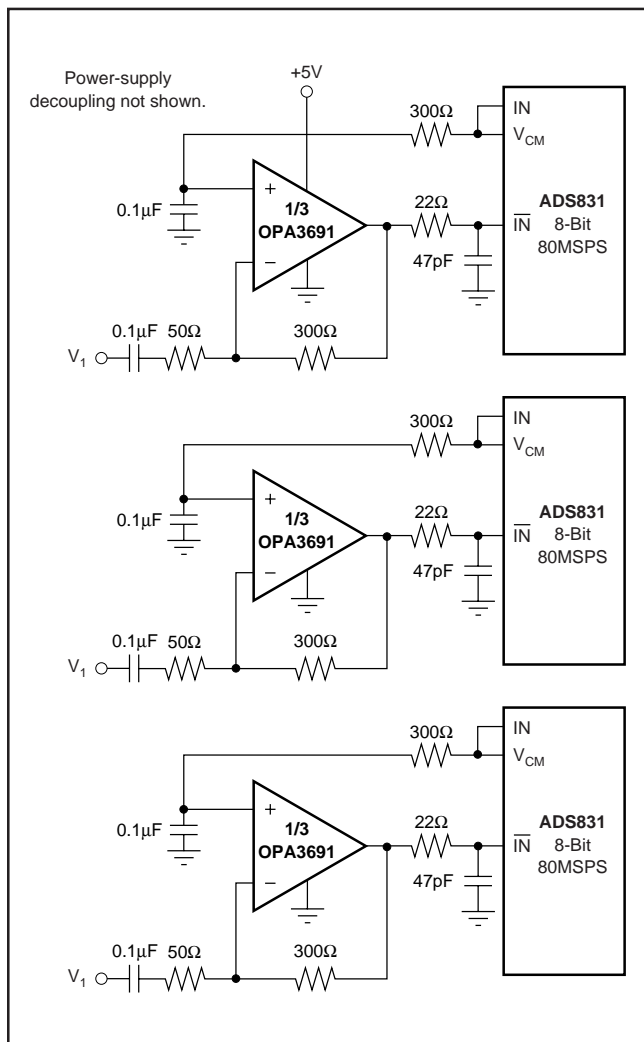 Power-supply
decoupling not shown.
+5V
300Ω
IN
V_CM
0.1µF
+
1/3
OPA3691
−
22Ω
47pF
I̅N̅
ADS831
8-Bit
80MSPS
0.1µF
50Ω
300Ω
V₁
300Ω
IN
V_CM
0.1µF
+
1/3
OPA3691
−
22Ω
47pF
I̅N̅
ADS831
8-Bit
80MSPS
0.1µF
50Ω
300Ω
V₁
300Ω
IN
V_CM
0.1µF
+
1/3
OPA3691
−
22Ω
47pF
I̅N̅
ADS831
8-Bit
80MSPS
0.1µF
50Ω
300Ω
V₁